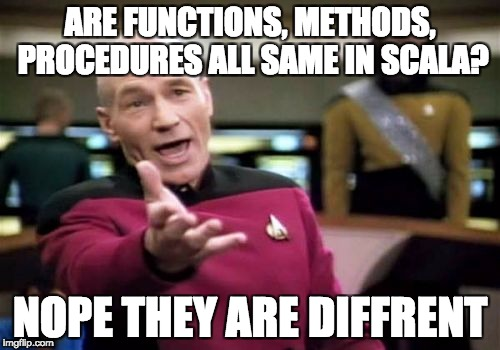 ARE FUNCTIONS, METHODS,
PROCEDURES ALL SAME IN SCALA?
NOPE THEY ARE DIFFRENT
imgflip.com